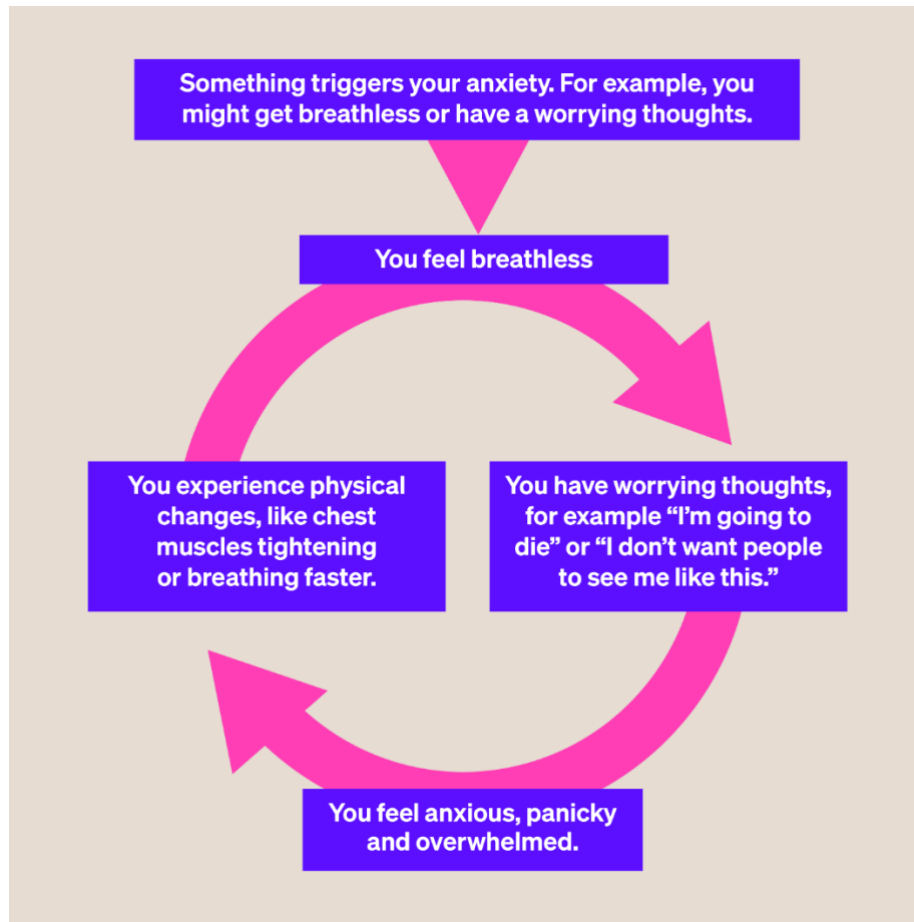 Something triggers your anxiety. For example, you
might get breathless or have a worrying thoughts.
You feel breathless
You have worrying thoughts,
for example “I’m going to
die” or “I don’t want people
to see me like this.”
You feel anxious, panicky
and overwhelmed.
You experience physical
changes, like chest
muscles tightening
or breathing faster.